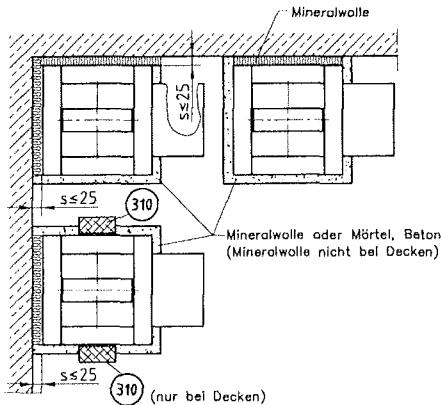 Mineralwolle
s≤25
s≤25
310
Mineralwolle oder Mörtel, Beton
(Mineralwolle nicht bei Decken)
s≤25
310 (nur bei Decken)